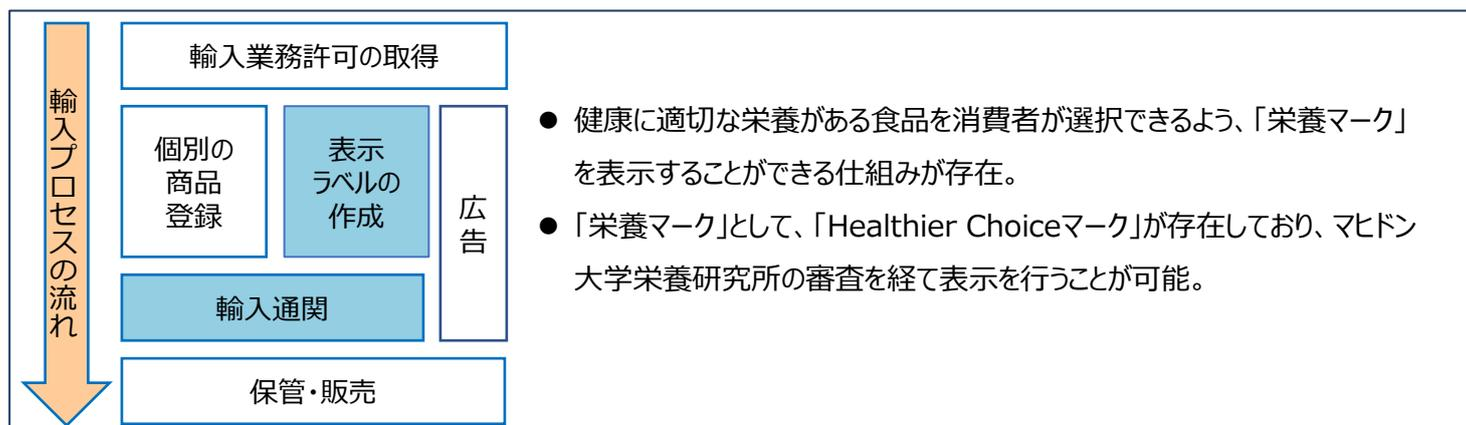 輸入プロセスの流れ
輸入業務許可の取得
個別の
商品
登録
表示
ラベルの
作成
広告
輸入通関
保管・販売
● 健康に適切な栄養がある食品を消費者が選択できるよう、「栄養マーク」
を表示することができる仕組みが存在。
● 「栄養マーク」として、「Healthier Choiceマーク」が存在しており、マヒドン
大学栄養研究所の審査を経て表示を行うことが可能。